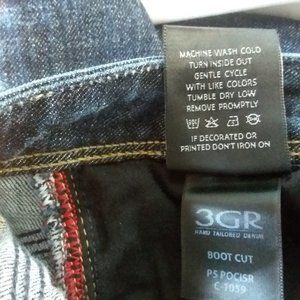 MACHINE WASH COLD
TURN INSIDE OUT
GENTLE CYCLE
WITH LIKE COLORS
TUMBLE DRY LOW
REMOVE PROMPTLY
IF DECORATED OR
PRINTED DON'T IRON ON
3GR
HAND TAILORED DENIM
BOOT CUT
PS POCISR
C-1059